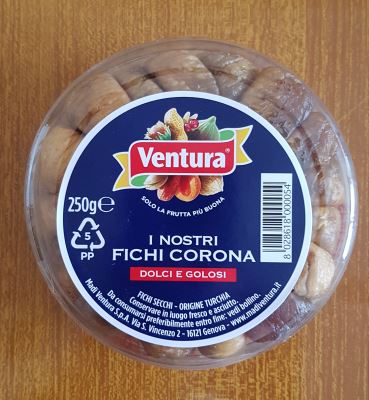 Ventura®
SOLO LA FRUTTA PIÙ BUONA
250g ℮
5
PP
I NOSTRI
FICHI CORONA
DOLCI E GOLOSI
8 028618 000054
FICHI SECCHI - ORIGINE TURCHIA
Conservare in luogo fresco e asciutto.
Da consumarsi preferibilmente entro fine: vedi bollino.
Madi Ventura S.p.A. Via S. Vincenzo 2 - 16121 Genova - www.madiventura.it